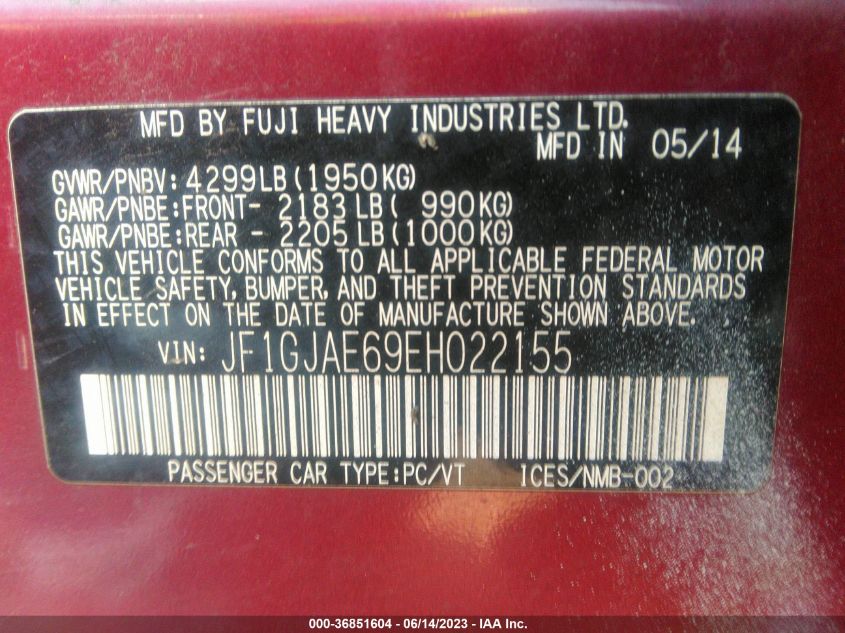 MFD BY FUJI HEAVY INDUSTRIES LTD.
MFD IN 05/14
GVWR/PNBV: 4299LB (1950KG)
GAWR/PNBE:FRONT- 2183 LB ( 990KG)
GAWR/PNBE:REAR - 2205 LB (1000KG)
THIS VEHICLE CONFORMS TO ALL APPLICABLE FEDERAL MOTOR
VEHICLE SAFETY, BUMPER, AND THEFT PREVENTION STANDARDS
IN EFFECT ON THE DATE OF MANUFACTURE SHOWN ABOVE.
VIN: JF1GJAE69EH022155
PASSENGER CAR TYPE:PC/VT ICES/NMB-002
000-36851604 - 06/14/2023 - IAA Inc.